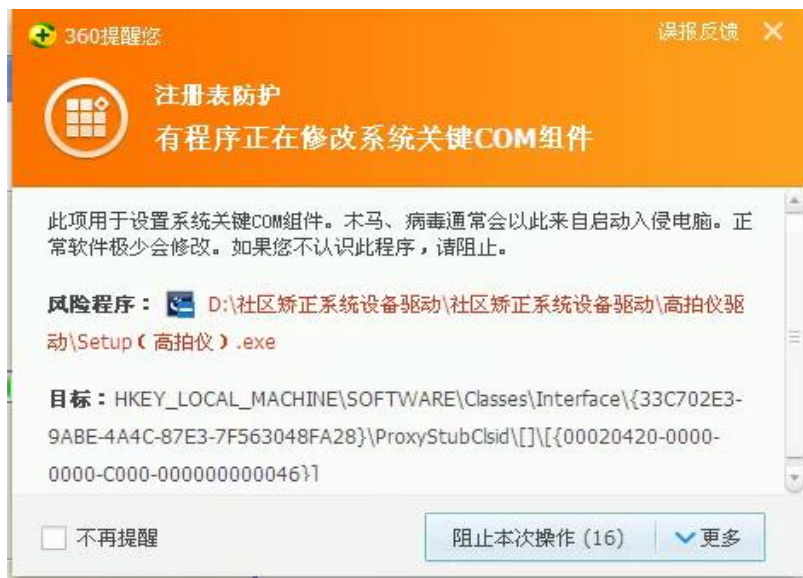 360提醒您
误报反馈
注册表防护
有程序正在修改系统关键COM组件
此项用于设置系统关键COM组件。木马、病毒通常会以此来自启动入侵电脑。正
常软件极少会修改。如果您不认识此程序，请阻止。
风险程序： D:\社区矫正系统设备驱动\社区矫正系统设备驱动\高拍仪驱
动\Setup（高拍仪）.exe
目标：HKEY_LOCAL_MACHINE\SOFTWARE\Classes\Interface\{33C702E3-
9ABE-4A4C-87E3-7F563048FA28}\ProxyStubClsid\[]\[{00020420-0000-
0000-C000-000000000046}]
不再提醒
阻止本次操作 (16)
更多